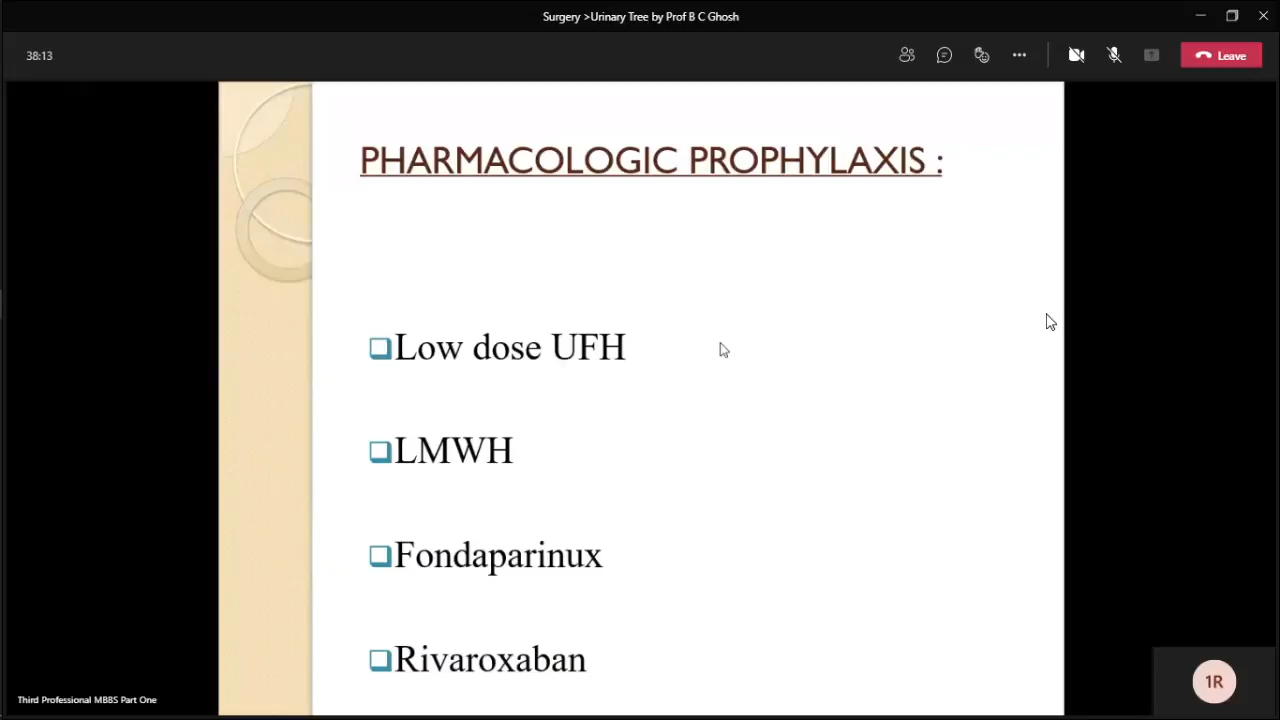 Surgery >Urinary Tree by Prof B C Ghosh
38:13
Leave
PHARMACOLOGIC PROPHYLAXIS :
Low dose UFH
LMWH
Fondaparinux
Rivaroxaban
Third Professional MBBS Part One
1R